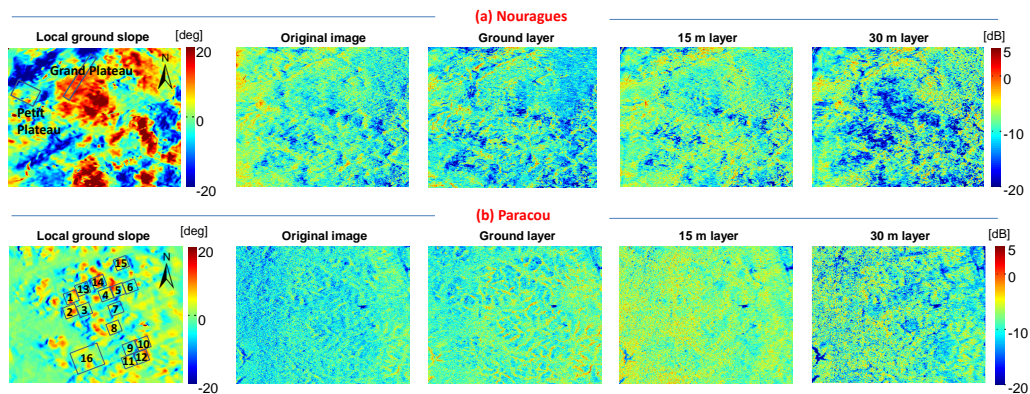 (a) Nouragues
Local ground slope [deg] Original image Ground layer 15 m layer 30 m layer [dB]
20 5
Grand Plateau N
0
Petit -10
Plateau
-20 -20
(b) Paracou
Local ground slope [deg] Original image Ground layer 15 m layer 30 m layer [dB]
20 5
15 N
14
13 6
5
1 4
2 3 7
0 8
-10
10
9
16 12
11
-20 -20